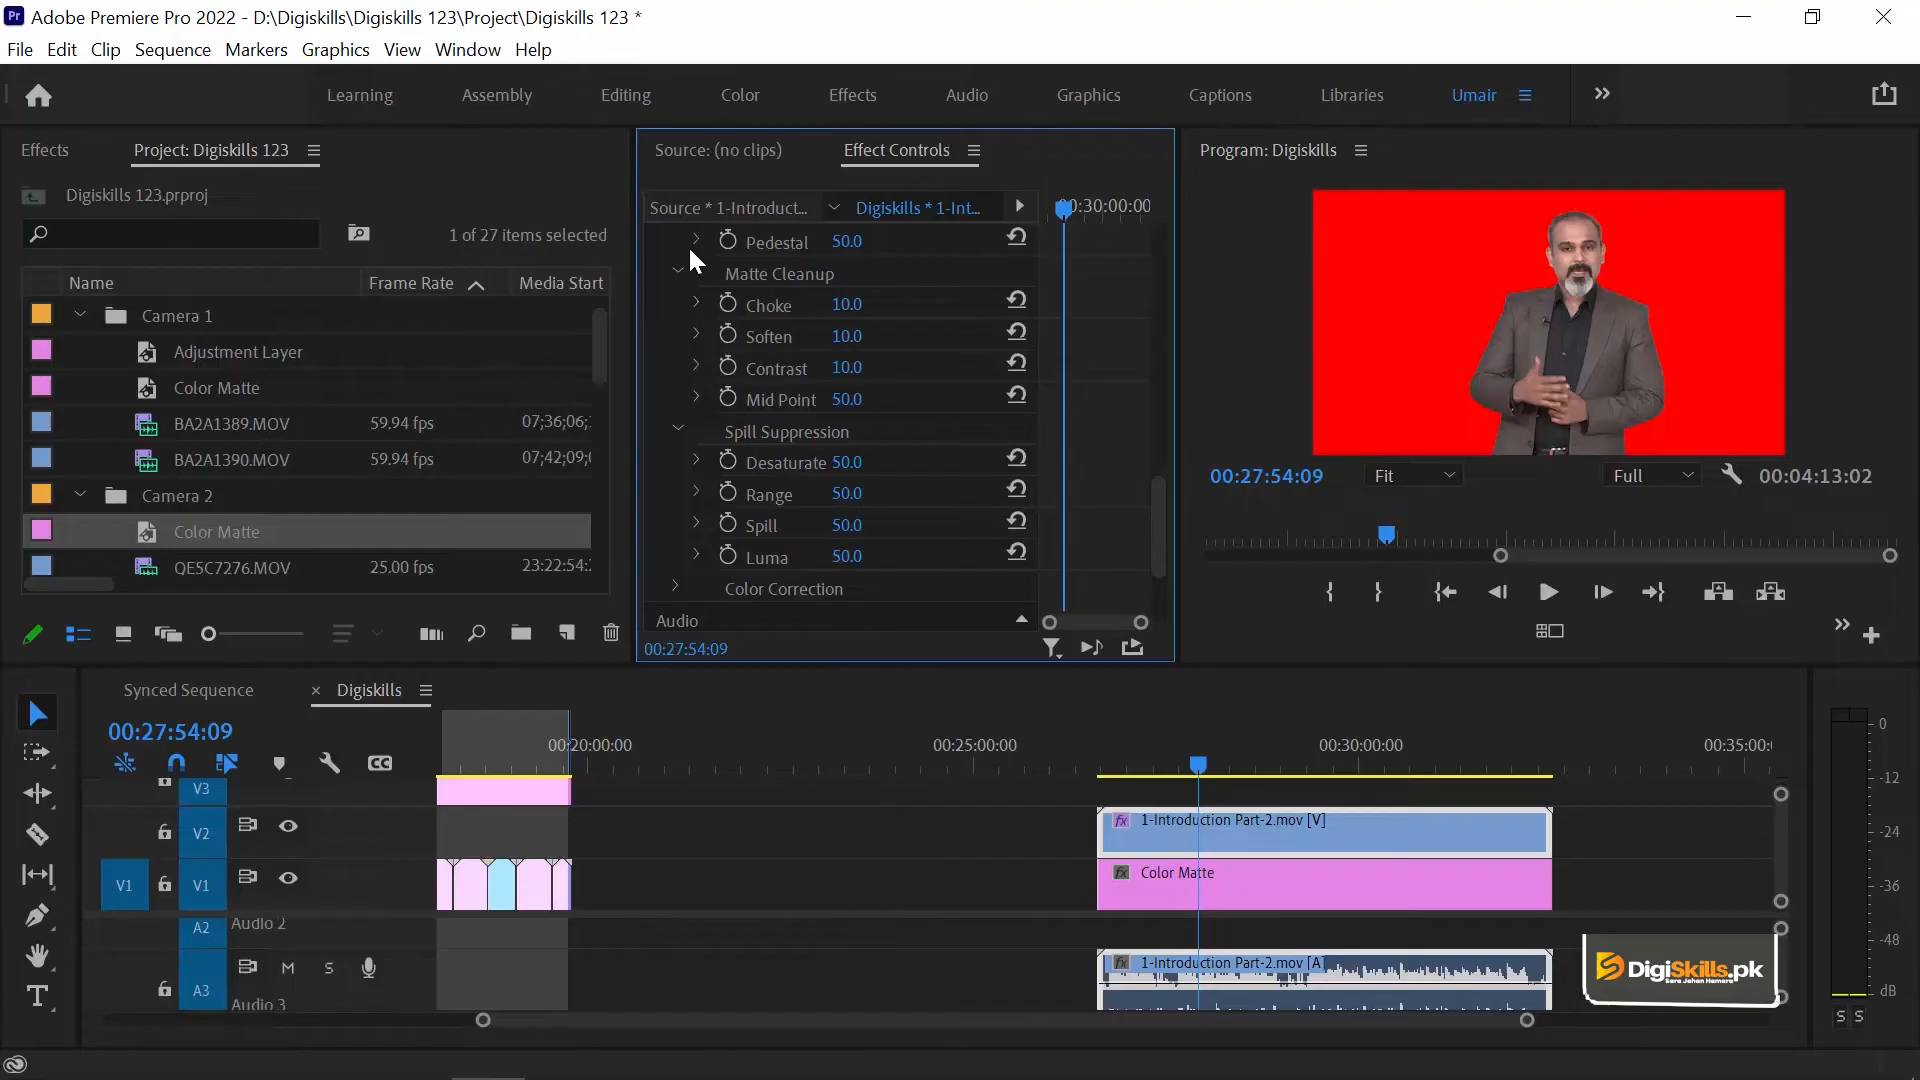 Adobe Premiere Pro 2022 - D:\Digiskills\Digiskills 123\Project\Digiskills 123 *
File Edit Clip Sequence Markers Graphics View Window Help
Learning Assembly Editing Color Effects Audio Graphics Captions Libraries Umair
Effects Project: Digiskills 123
Digiskills 123.prproj
1 of 27 items selected
Name Frame Rate Media Start
Camera 1
Adjustment Layer
Color Matte
BA2A1389.MOV 59.94 fps 07;36;06;
BA2A1390.MOV 59.94 fps 07;42;09;
Camera 2
Color Matte
QE5C7276.MOV 25.00 fps 23:22:54:
Source: (no clips) Effect Controls
Source * 1-Introduct... Digiskills * 1-Int... 0:30:00:00
Pedestal 50.0
Matte Cleanup
Choke 10.0
Soften 10.0
Contrast 10.0
Mid Point 50.0
Spill Suppression
Desaturate 50.0
Range 50.0
Spill 50.0
Luma 50.0
Color Correction
Audio
00:27:54:09
Program: Digiskills
00:27:54:09 Fit Full 00:04:13:02
Synced Sequence × Digiskills
00:27:54:09
00:20:00:00 00:25:00:00 00:30:00:00 00:35:0
V3
V2
V1 V1
A2 Audio 2
M S
A3 Audio 3
fx 1-Introduction Part-2.mov [V]
fx Color Matte
fx 1-Introduction Part-2.mov [A]
DigiSkills.pk
Sara Jehan Hamara
0
-12
-24
-36
-48
dB
S S